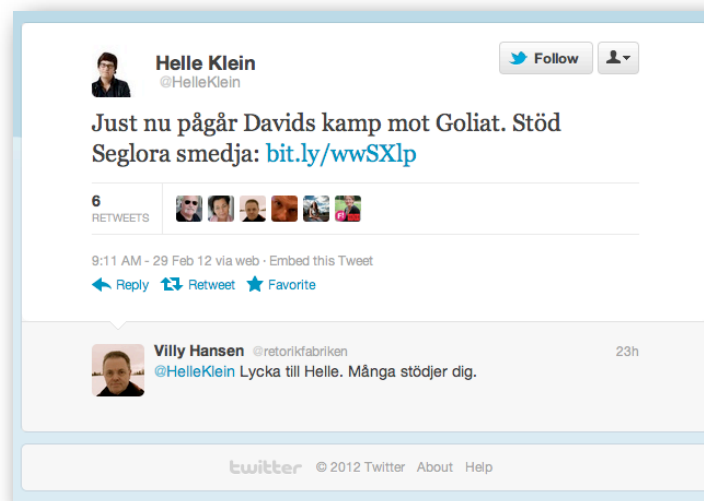 Helle Klein
@HelleKlein
Follow
Just nu pågår Davids kamp mot Goliat. Stöd
Seglora smedja: bit.ly/wwSXlp
6
RETWEETS
9:11 AM - 29 Feb 12 via web · Embed this Tweet
Reply Retweet Favorite
Villy Hansen @retorikfabriken 23h
@HelleKlein Lycka till Helle. Många stödjer dig.
twitter © 2012 Twitter About Help